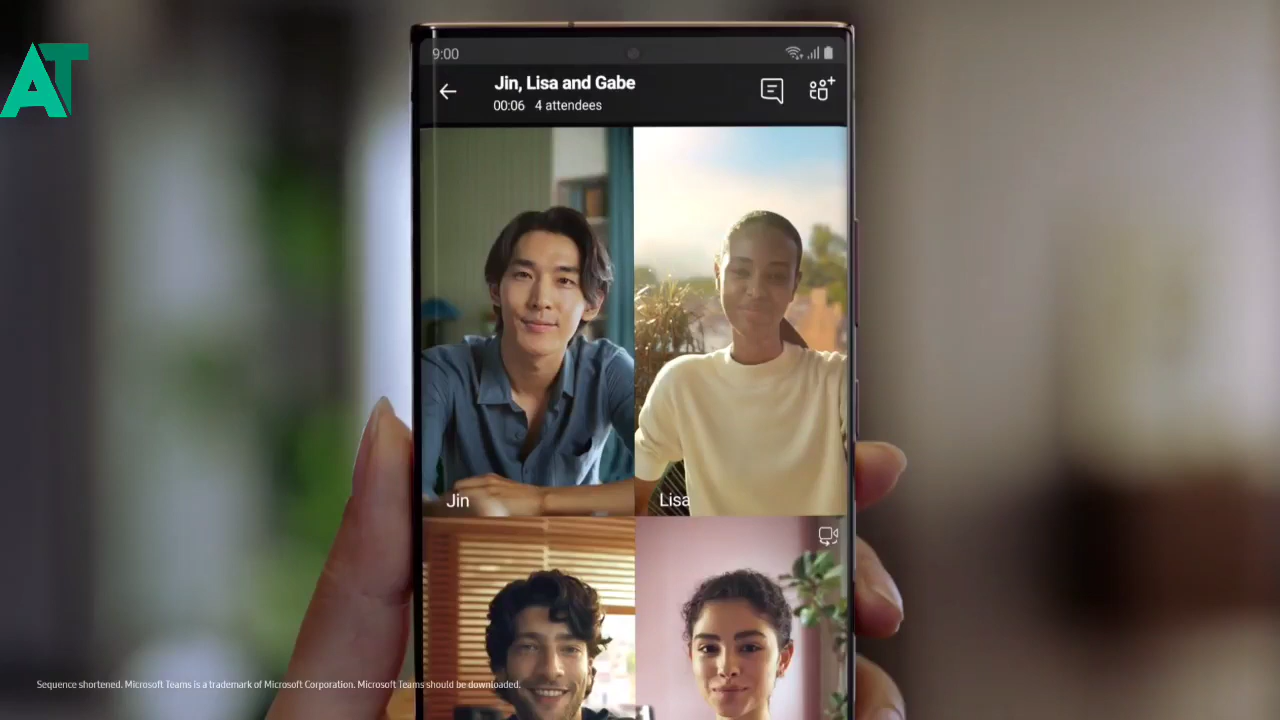 AT
9:00
Jin, Lisa and Gabe
00:06 4 attendees
Jin
Lisa
Sequence shortened. Microsoft Teams is a trademark of Microsoft Corporation. Microsoft Teams should be downloaded.